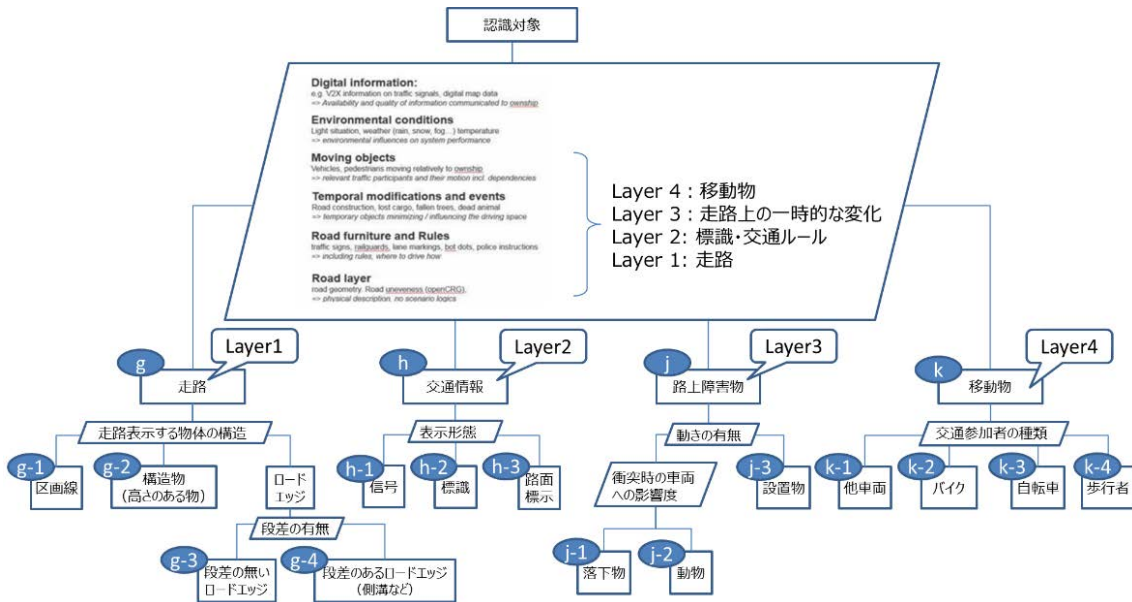 認識対象
Digital information:
e.g. V2X information on traffic signals, digital map data
=> Availability and quality of information communicated to ownship
Environmental conditions
Light situation, weather (rain, snow, fog…) temperature
=> environmental influences on system performance
Moving objects
Vehicles, pedestrians moving relatively to ownship
=> relevant traffic participants and their motion incl. dependencies
Temporal modifications and events
Road construction, lost cargo, fallen trees, dead animal
=> temporary objects minimizing / influencing the driving space
Road furniture and Rules
traffic signs, railguards, lane markings, bot dots, police instructions
=> including rules, where to drive how
Road layer
road geometry. Road uneveness (openCRG),
=> physical description, no scenario logics
Layer 4 : 移動物
Layer 3 : 走路上の一時的な変化
Layer 2: 標識・交通ルール
Layer 1: 走路
g
Layer1
走路
h
Layer2
交通情報
j
Layer3
路上障害物
k
Layer4
移動物
走路表示する物体の構造
表示形態
動きの有無
交通参加者の種類
g-1
区画線
g-2
構造物
(高さのある物)
ロード
エッジ
h-1
信号
h-2
標識
h-3
路面
標示
衝突時の車両
への影響度
j-3
設置物
k-1
他車両
k-2
バイク
k-3
自転車
k-4
歩行者
段差の有無
g-3
段差の無い
ロードエッジ
g-4
段差のあるロードエッジ
(側溝など)
j-1
落下物
j-2
動物